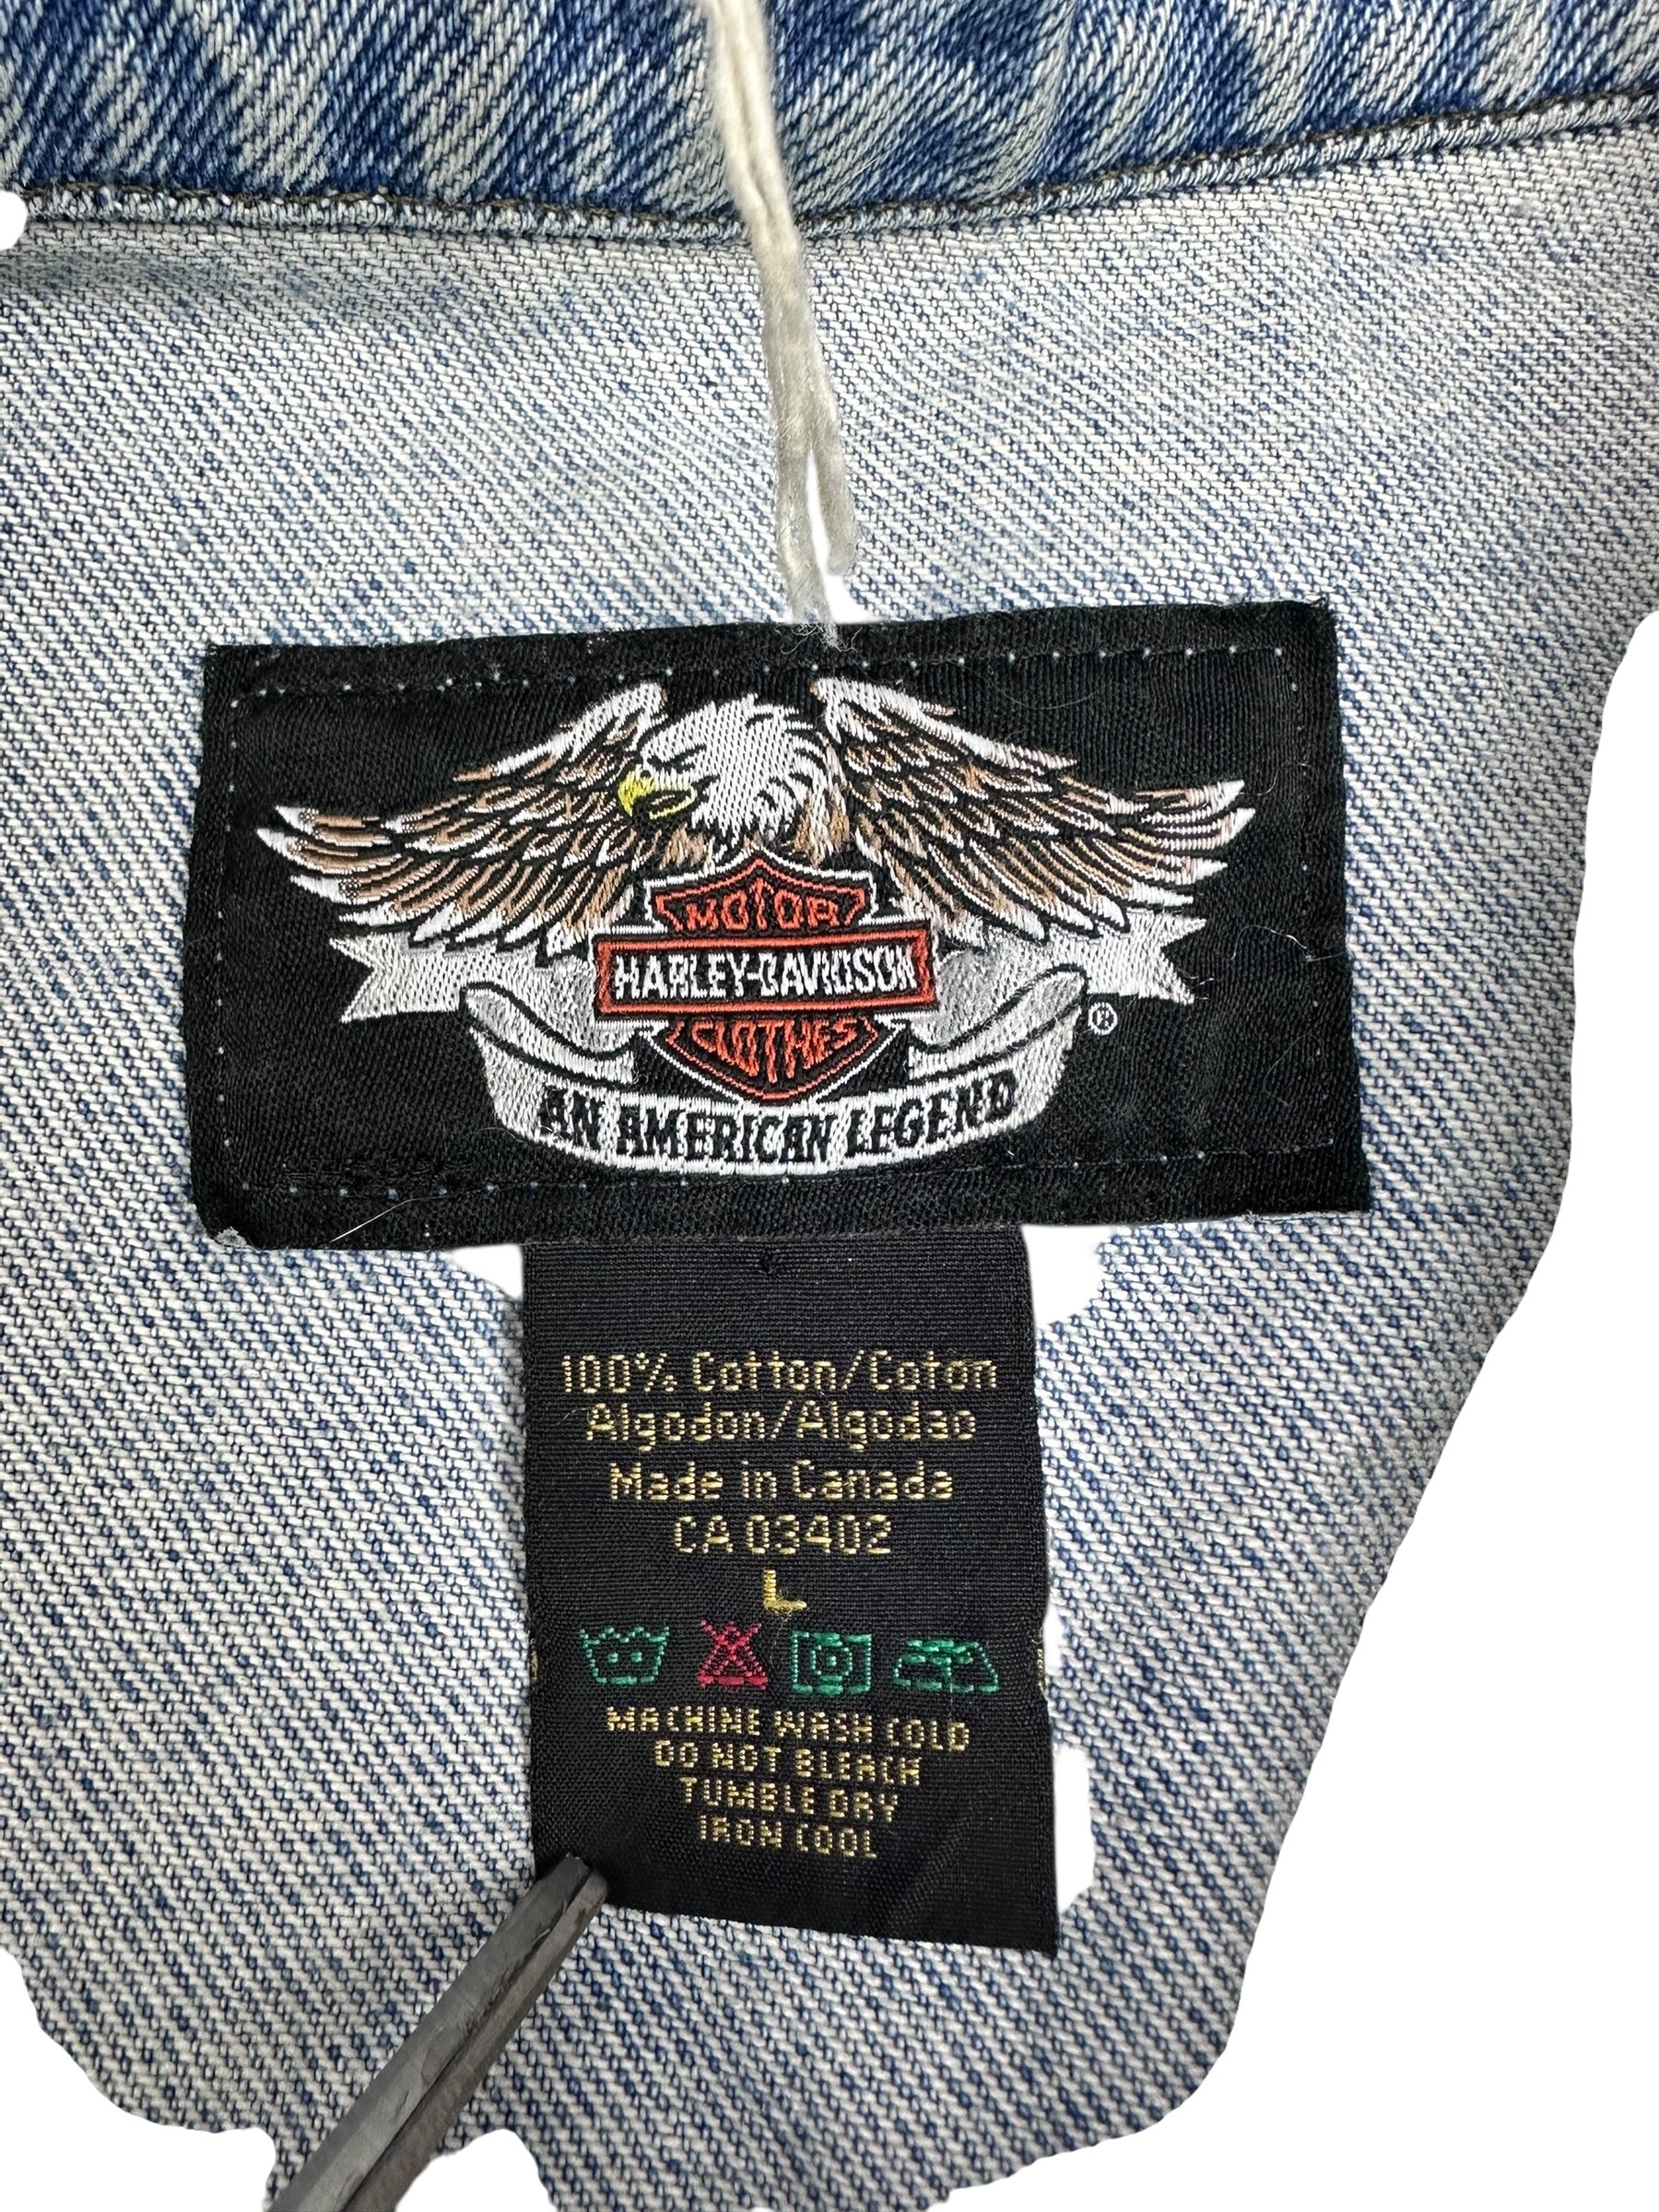 MOTOR
HARLEY-DAVIDSON
CLOTHES
®
AN AMERICAN LEGEND
100% Cotton/Coton
Algodon/Algodao
Made in Canada
CA 03402
L
MACHINE WASH COLD
DO NOT BLEACH
TUMBLE DRY
IRON COOL